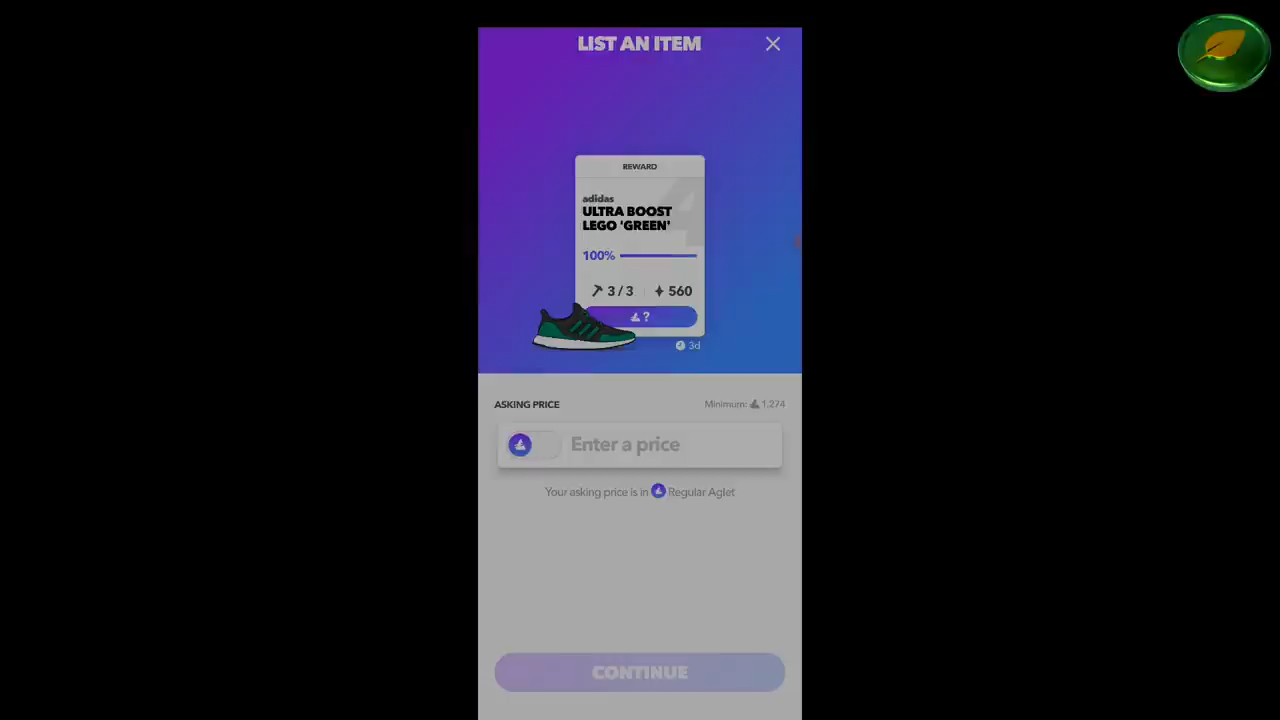 LIST AN ITEM
REWARD
adidas
ULTRA BOOST
LEGO 'GREEN'
100%
3 / 3
560
?
3d
ASKING PRICE
Minimum: 1,274
Enter a price
Your asking price is in Regular Aglet
CONTINUE